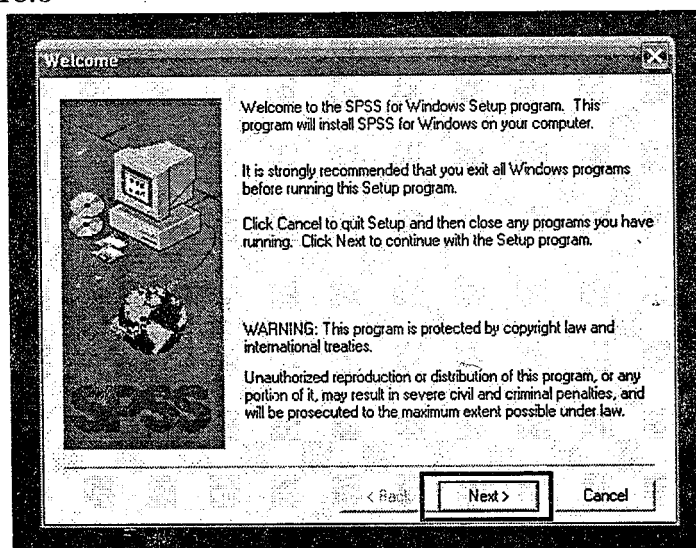 Welcome
Welcome to the SPSS for Windows Setup program. This
program will install SPSS for Windows on your computer.
It is strongly recommended that you exit all Windows programs
before running this Setup program.
Click Cancel to quit Setup and then close any programs you have
running. Click Next to continue with the Setup program.
WARNING: This program is protected by copyright law and
international treaties.
Unauthorized reproduction or distribution of this program, or any
portion of it, may result in severe civil and criminal penalties, and
will be prosecuted to the maximum extent possible under law.
SPSS
< Back
Next >
Cancel